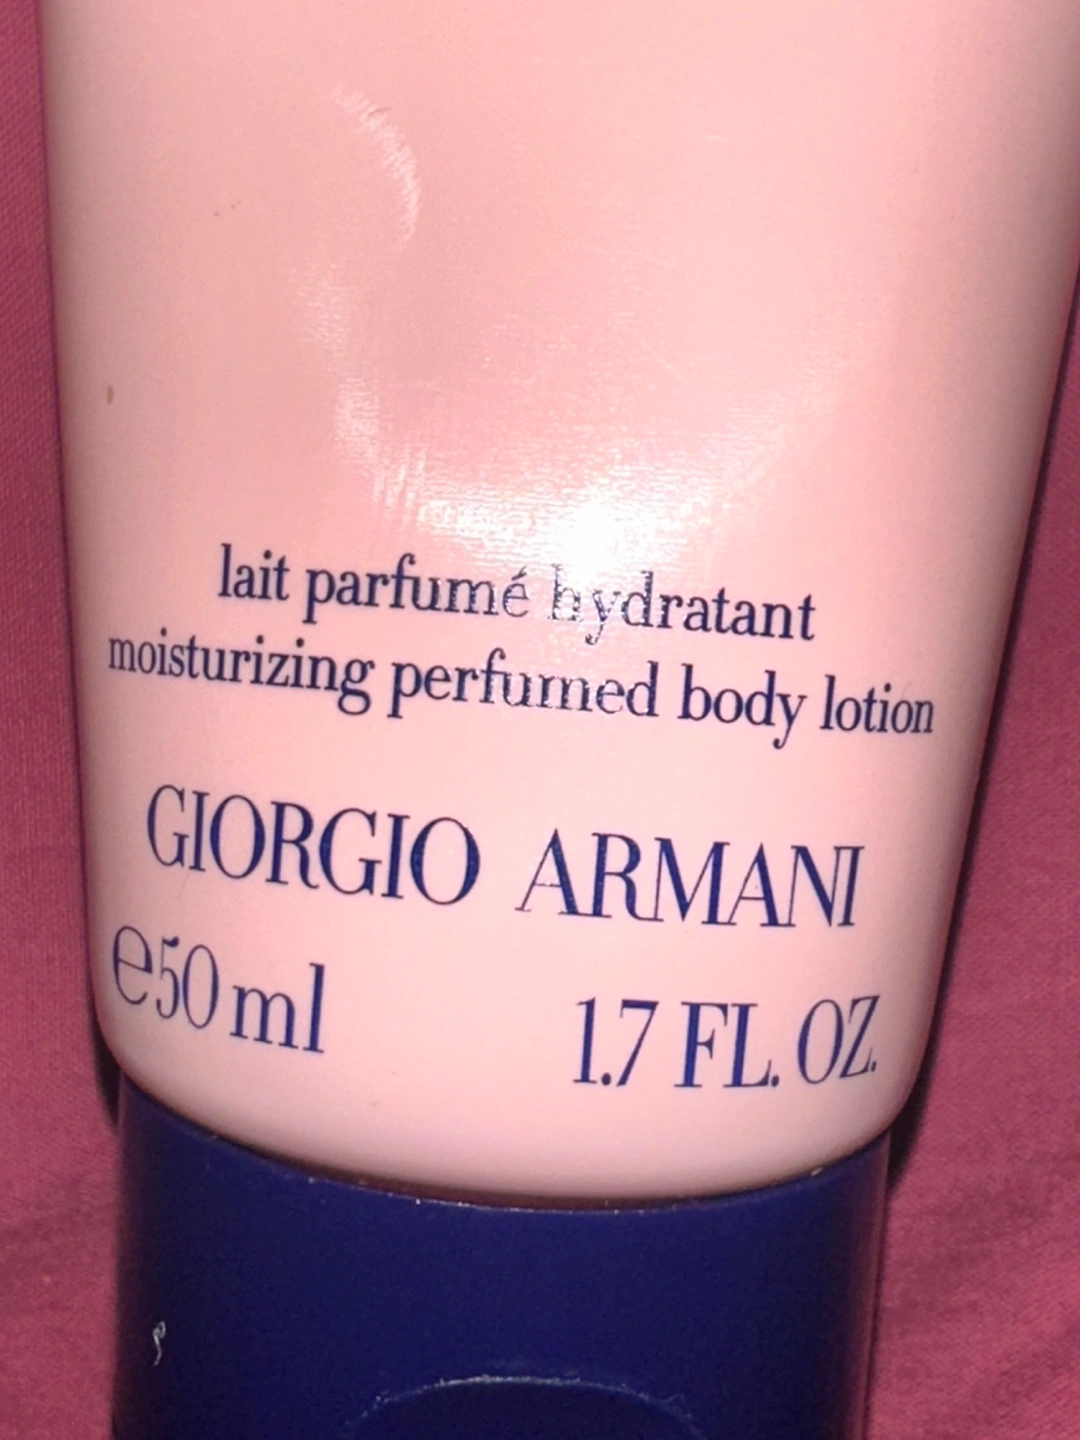 lait parfumé hydratant
moisturizing perfumed body lotion
GIORGIO ARMANI
℮50 ml 1.7 FL. OZ.